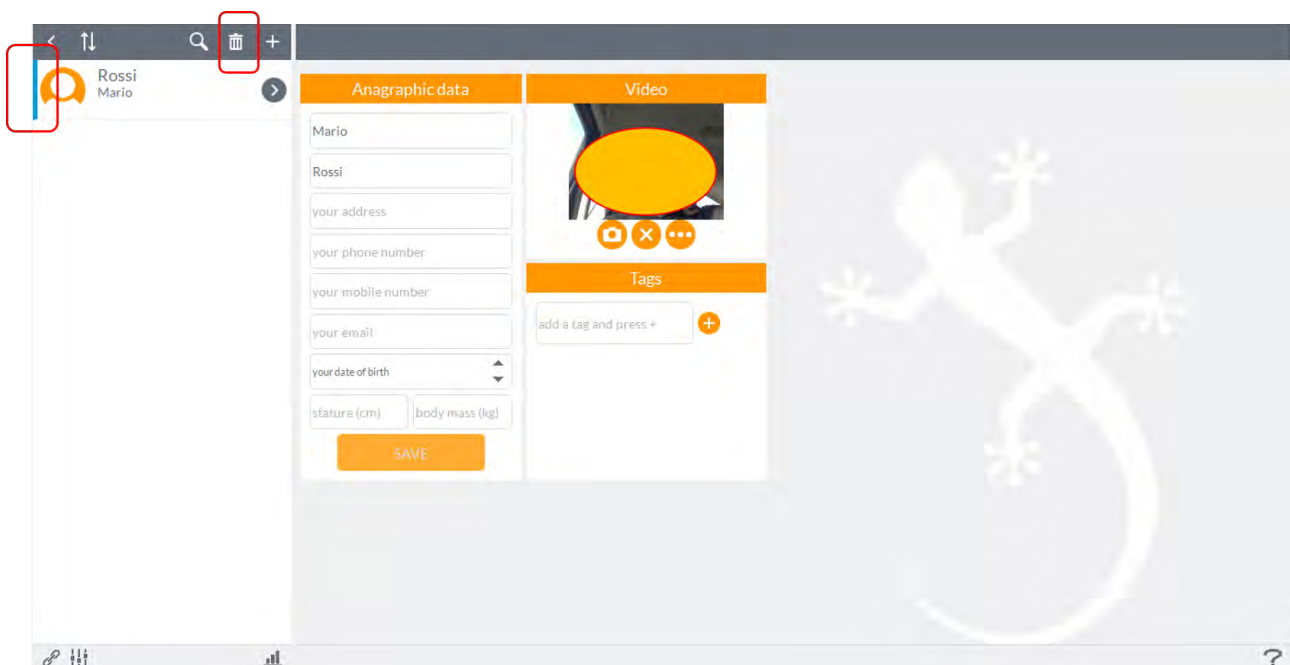 Rossi
Mario
Anagraphic data
Mario
Rossi
your address
your phone number
your mobile number
your email
your date of birth
stature (cm)
body mass (kg)
SAVE
Video
Tags
add a tag and press +
?